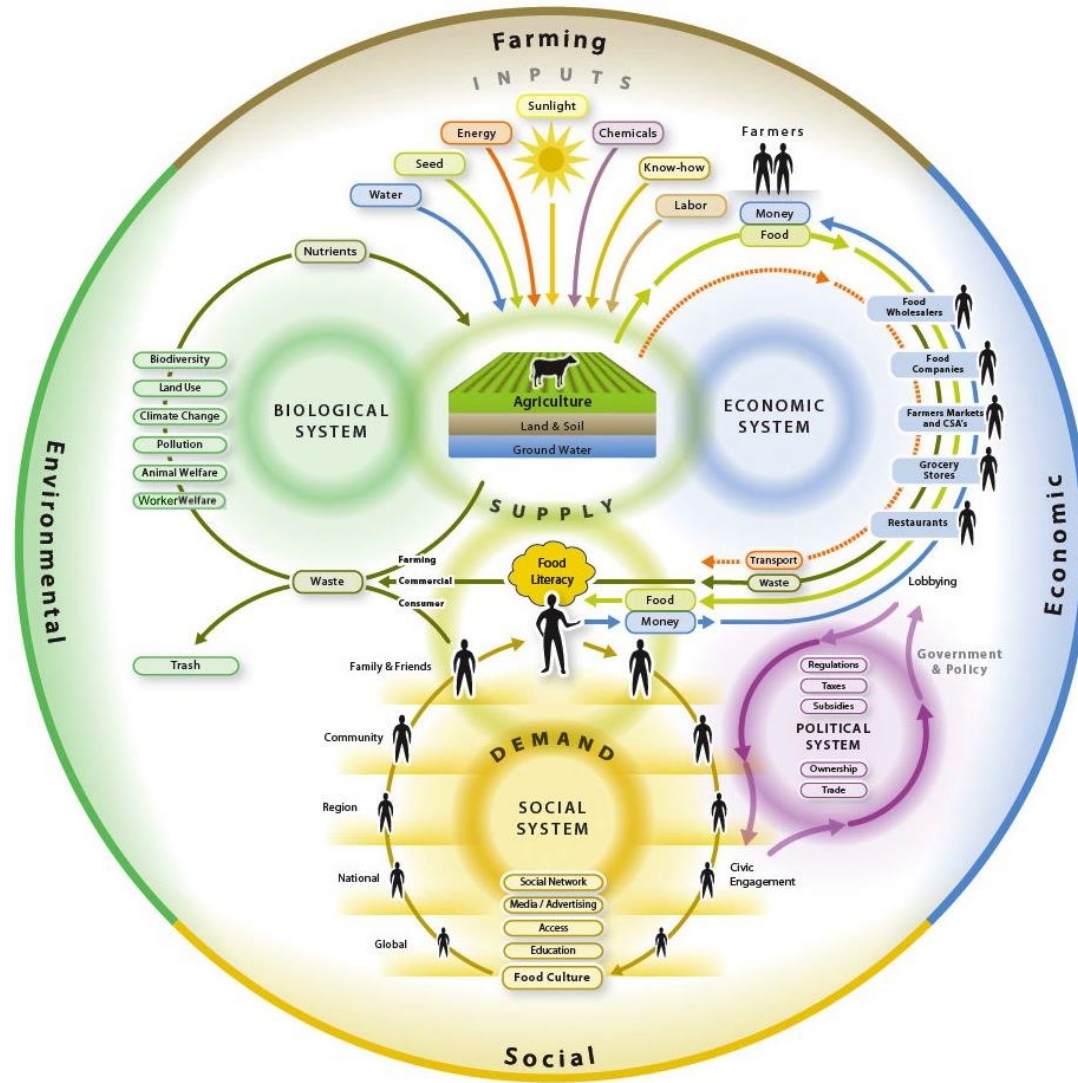 Farming
INPUTS
Sunlight
Energy
Chemicals
Farmers
Seed
Know-how
Water
Labor
Money
Food
Nutrients
Food
Wholesalers
Biodiversity
Land Use
Climate Change
Pollution
Animal Welfare
WorkerWelfare
BIOLOGICAL
SYSTEM
Agriculture
Land & Soil
Ground Water
ECONOMIC
SYSTEM
Food
Companies
Farmers Markets
and CSA's
Grocery
Stores
Restaurants
SUPPLY
Environmental
Economic
Farming
Commercial
Consumer
Waste
Trash
Food
Literacy
Transport
Waste
Food
Money
Lobbying
Government
& Policy
Family & Friends
Community
Region
National
Global
DEMAND
SOCIAL
SYSTEM
Social Network
Media / Advertising
Access
Education
Food Culture
Regulations
Taxes
Subsidies
POLITICAL
SYSTEM
Ownership
Trade
Civic
Engagement
Social